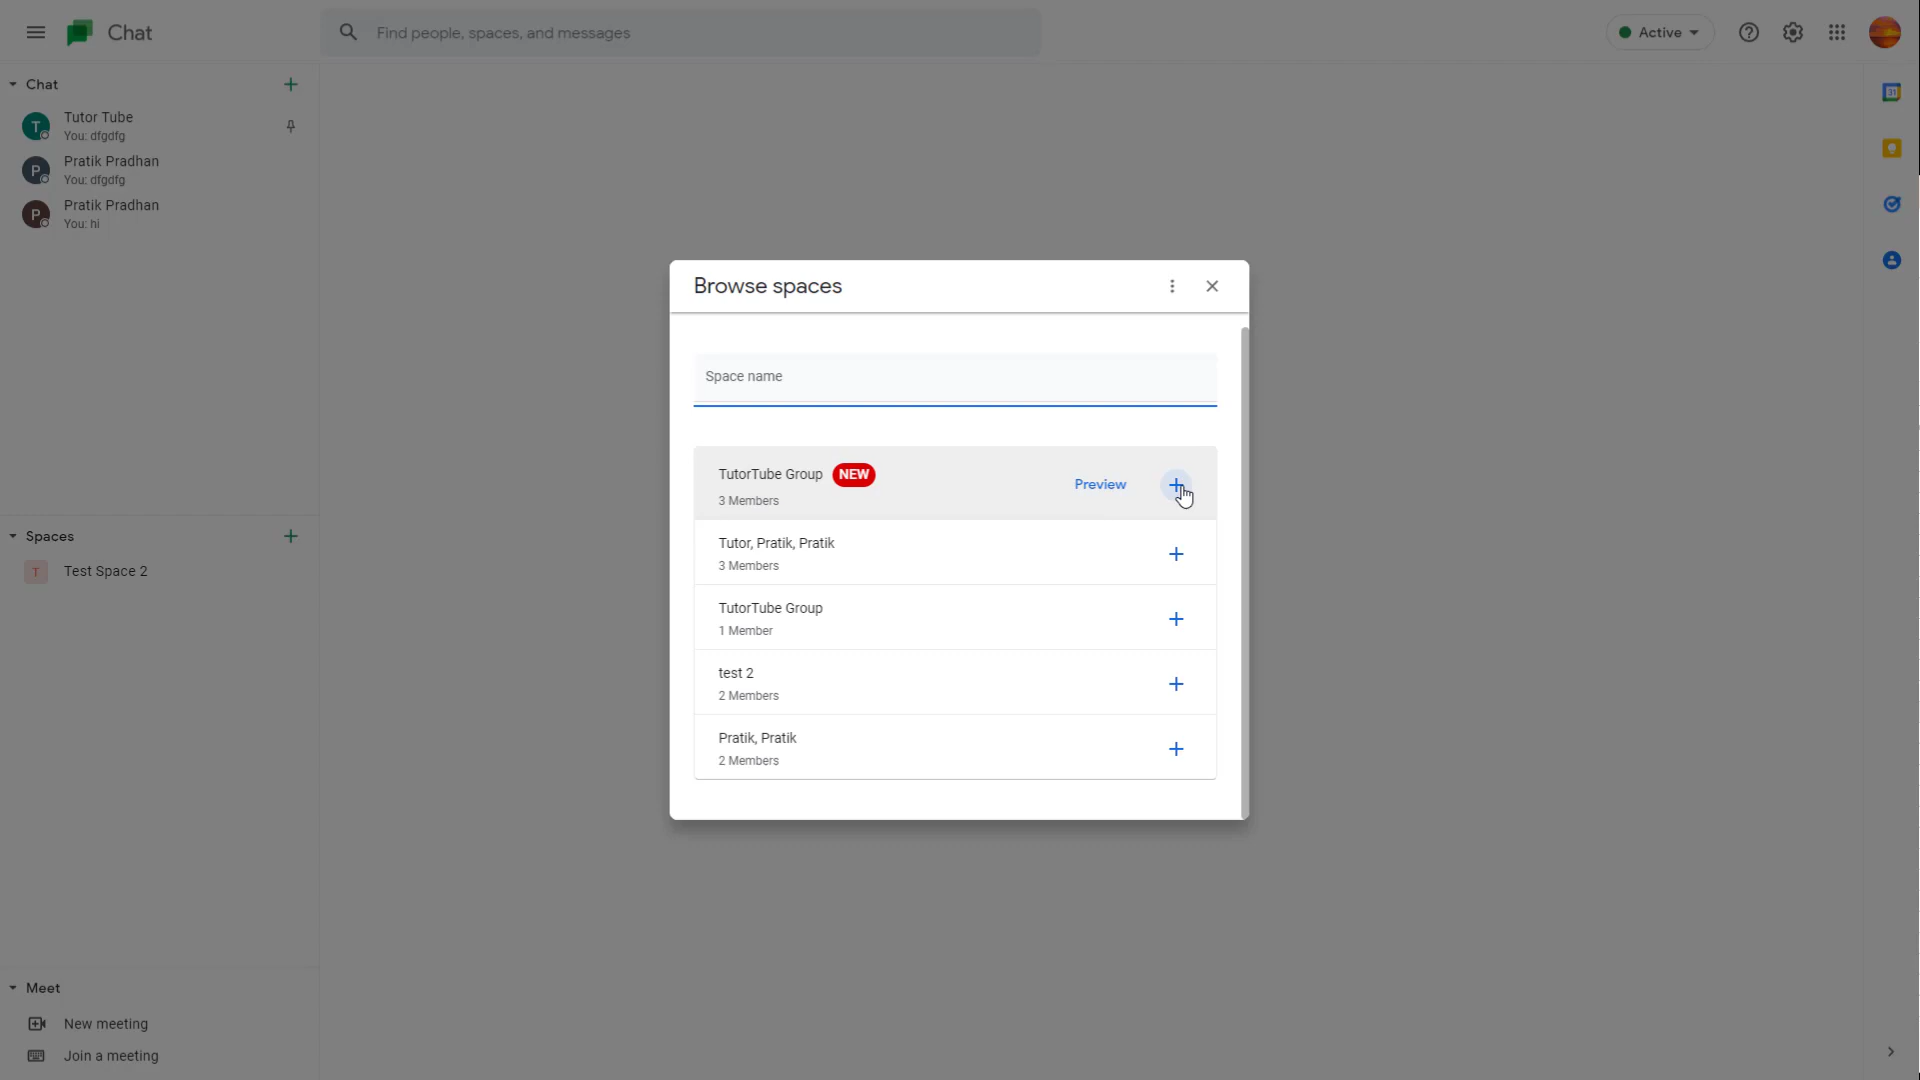 Chat
Find people, spaces, and messages
Active
Chat
T
Tutor Tube
You: dfgdfg
P
Pratik Pradhan
You: dfgdfg
P
Pratik Pradhan
You: hi
Spaces
T
Test Space 2
Meet
New meeting
Join a meeting
Browse spaces
Space name
TutorTube Group NEW
3 Members
Preview
Tutor, Pratik, Pratik
3 Members
TutorTube Group
1 Member
test 2
2 Members
Pratik, Pratik
2 Members
31